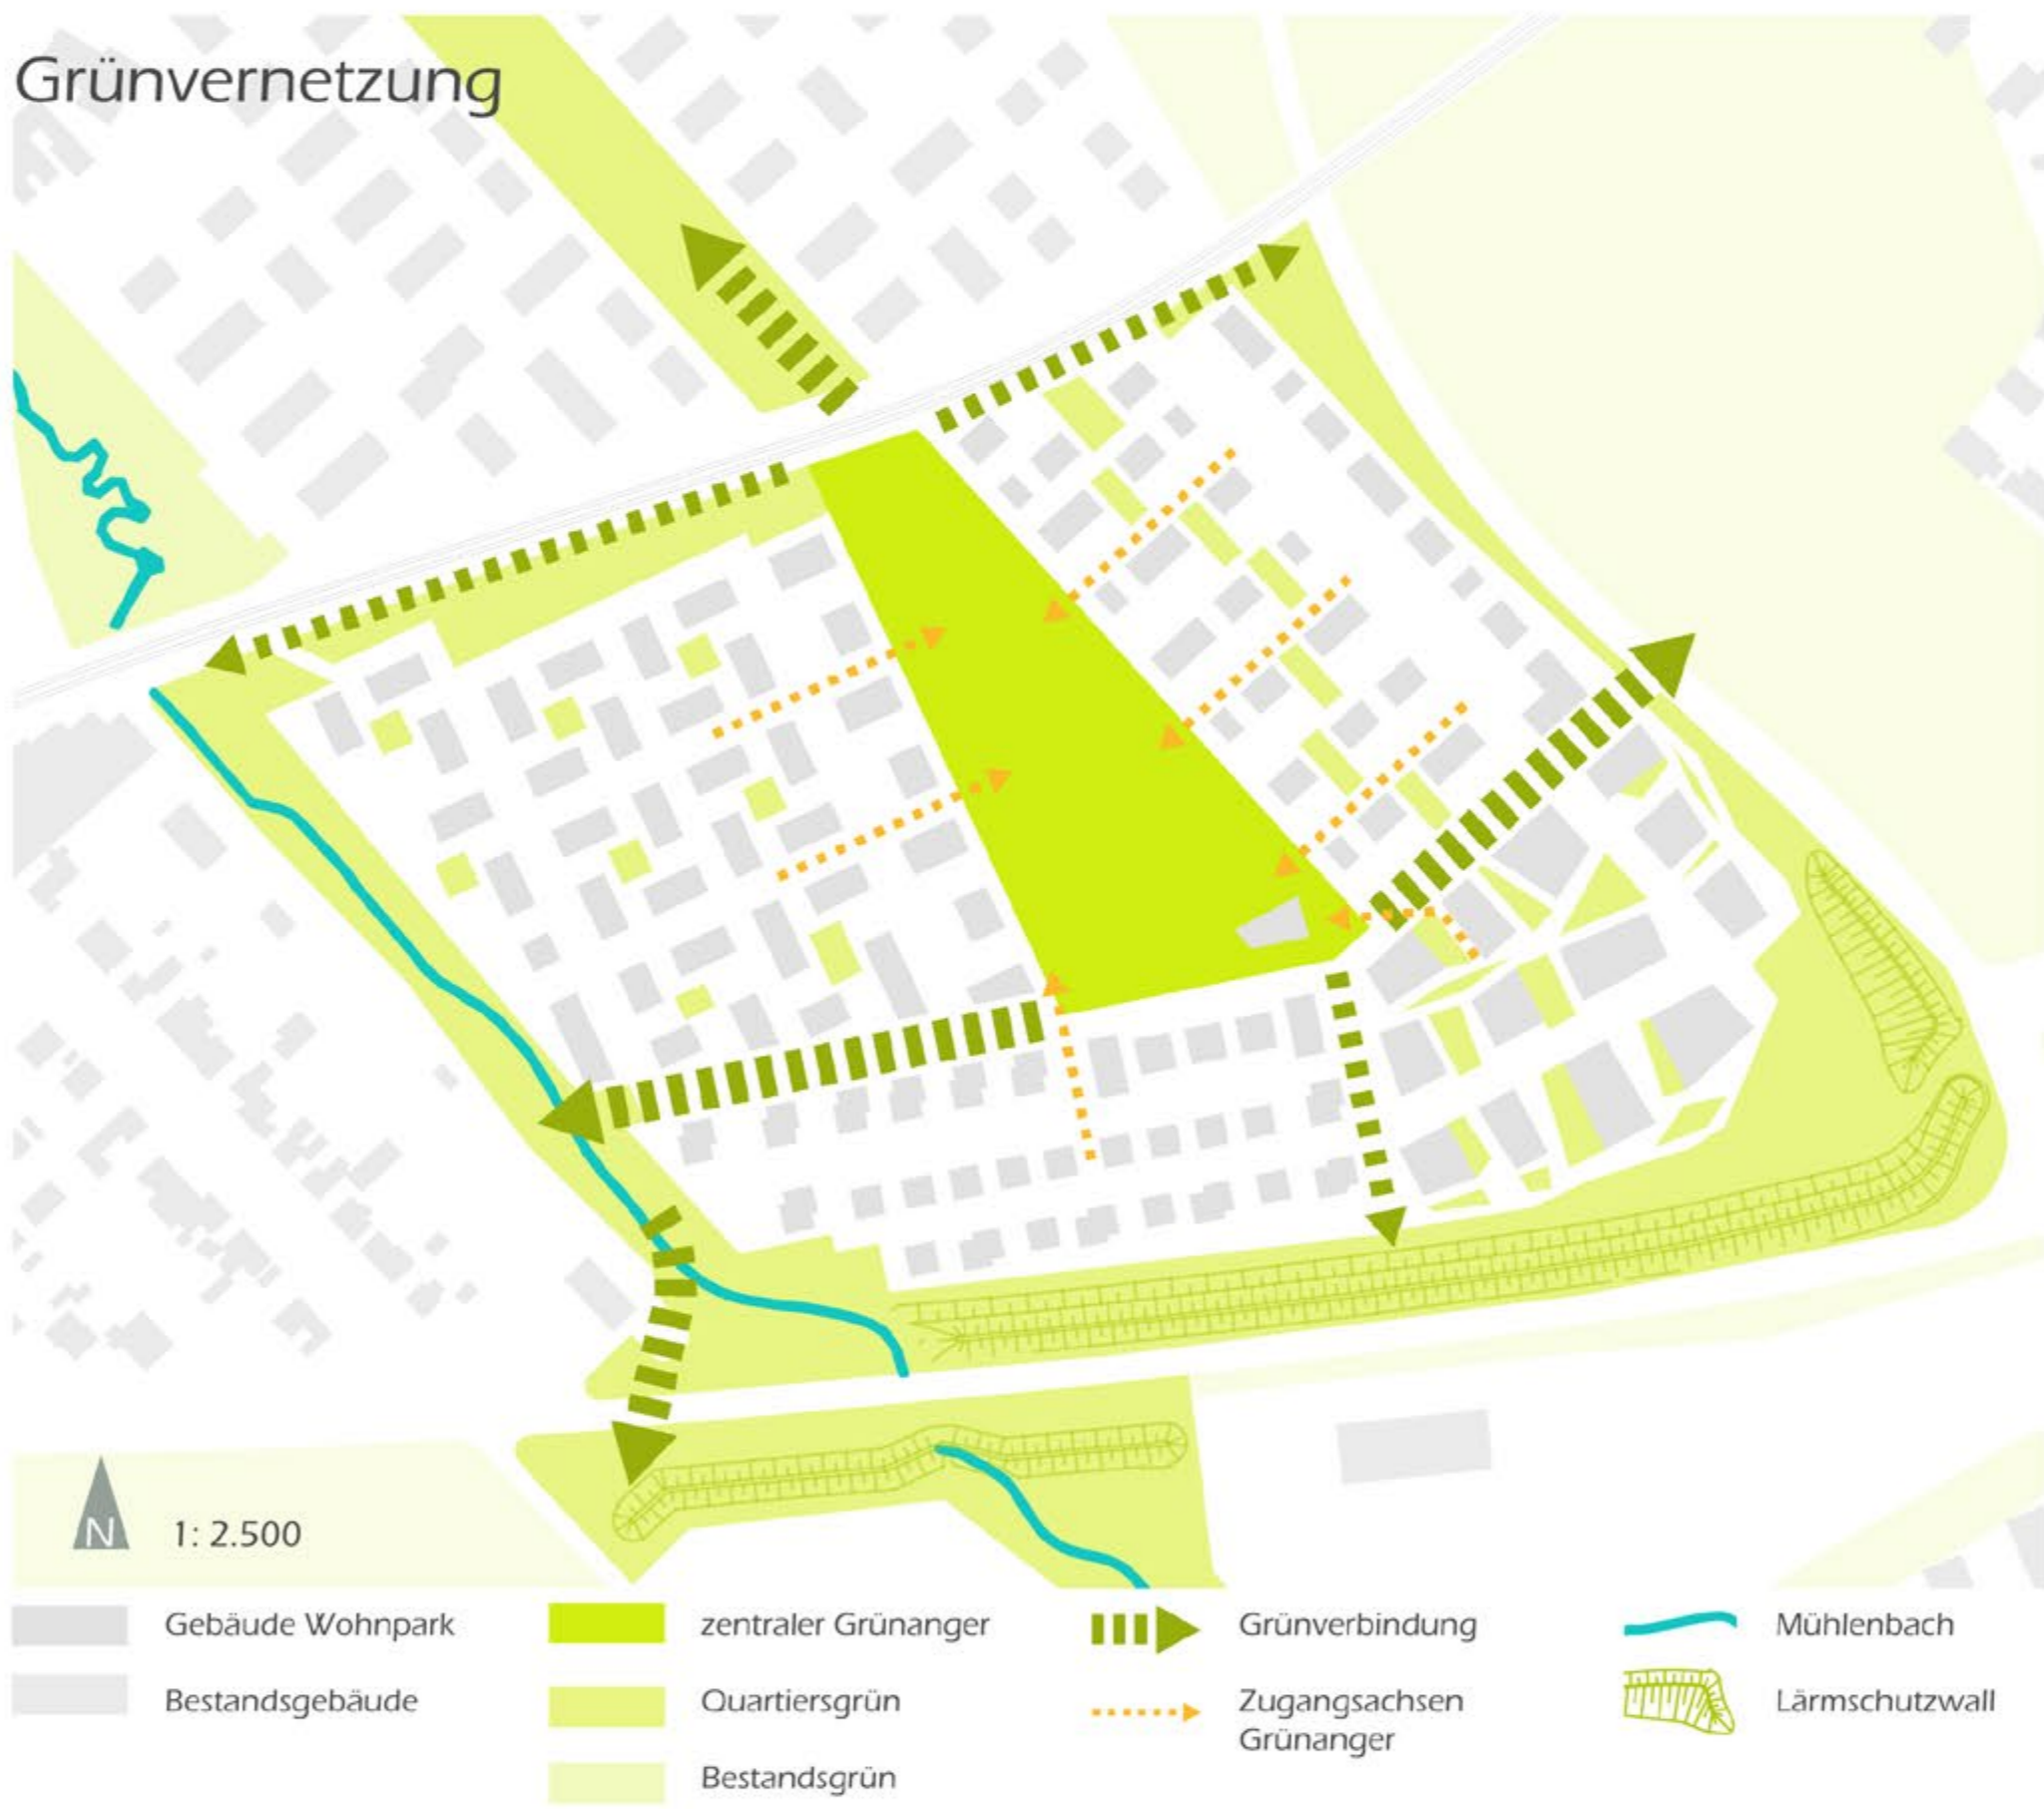 Grünvernetzung
N
1: 2.500
Gebäude Wohnpark
Bestandsgebäude
zentraler Grünanger
Quartiersgrün
Bestandsgrün
Grünverbindung
Zugangsachsen
Grünanger
Mühlenbach
Lärmschutzwall